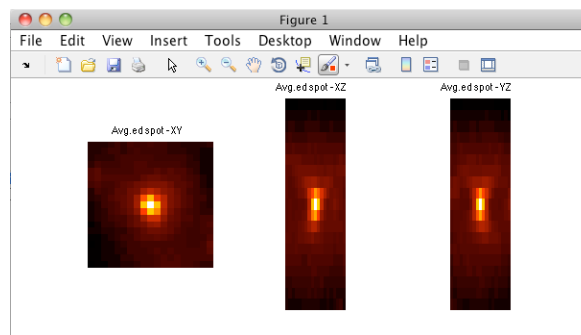 Figure 1
File Edit View Insert Tools Desktop Window Help
Avg.ed spot - XZ
Avg.ed spot - YZ
Avg.ed spot - XY